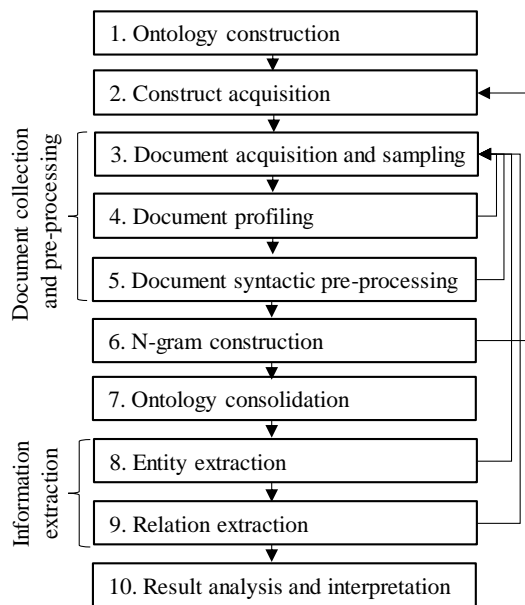 1. Ontology construction
2. Construct acquisition
Document collection
and pre-processing
3. Document acquisition and sampling
4. Document profiling
5. Document syntactic pre-processing
6. N-gram construction
7. Ontology consolidation
Information
extraction
8. Entity extraction
9. Relation extraction
10. Result analysis and interpretation